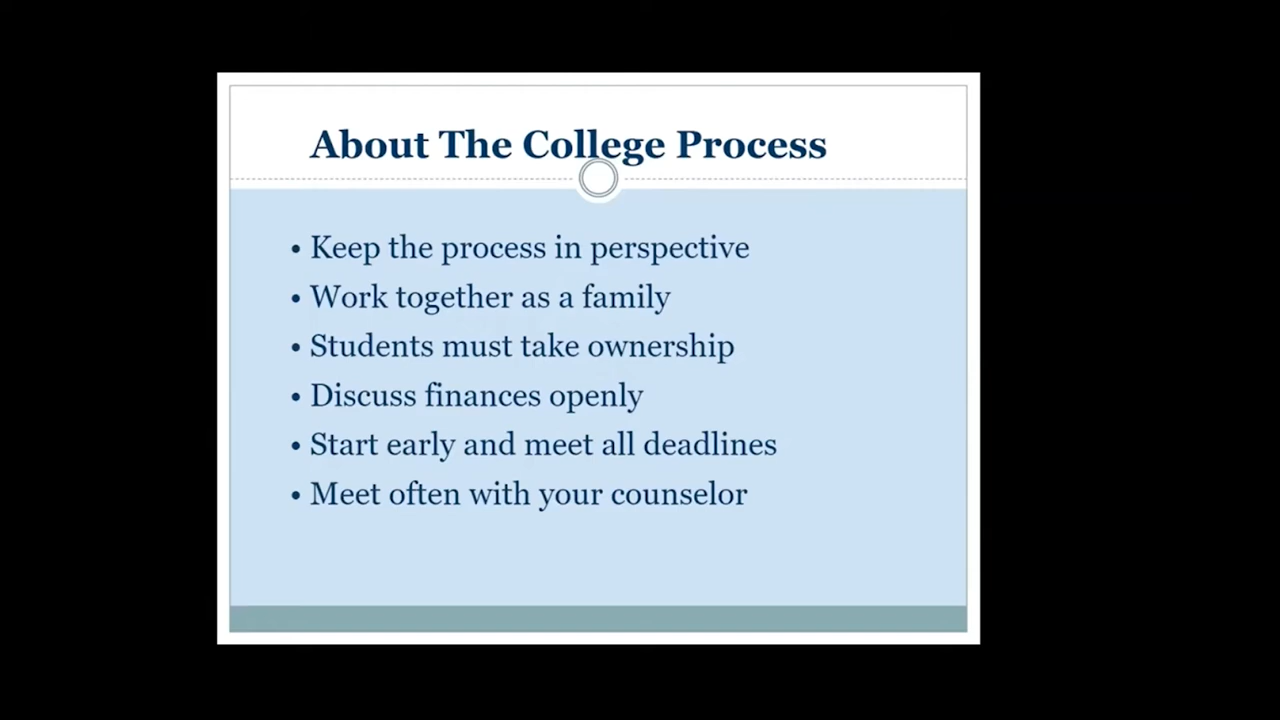 About The College Process
• Keep the process in perspective
• Work together as a family
• Students must take ownership
• Discuss finances openly
• Start early and meet all deadlines
• Meet often with your counselor